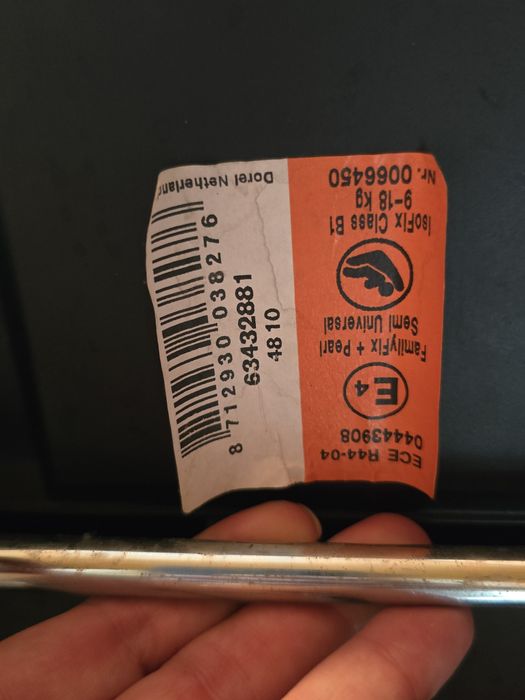 ECE R44-04
04443908
E4
FamilyFix + Pearl
Semi Universal
IsoFix Class B1
9-18 kg
Nr. 0066450
Dorel Netherland
63432881
4810
8 712930 038276